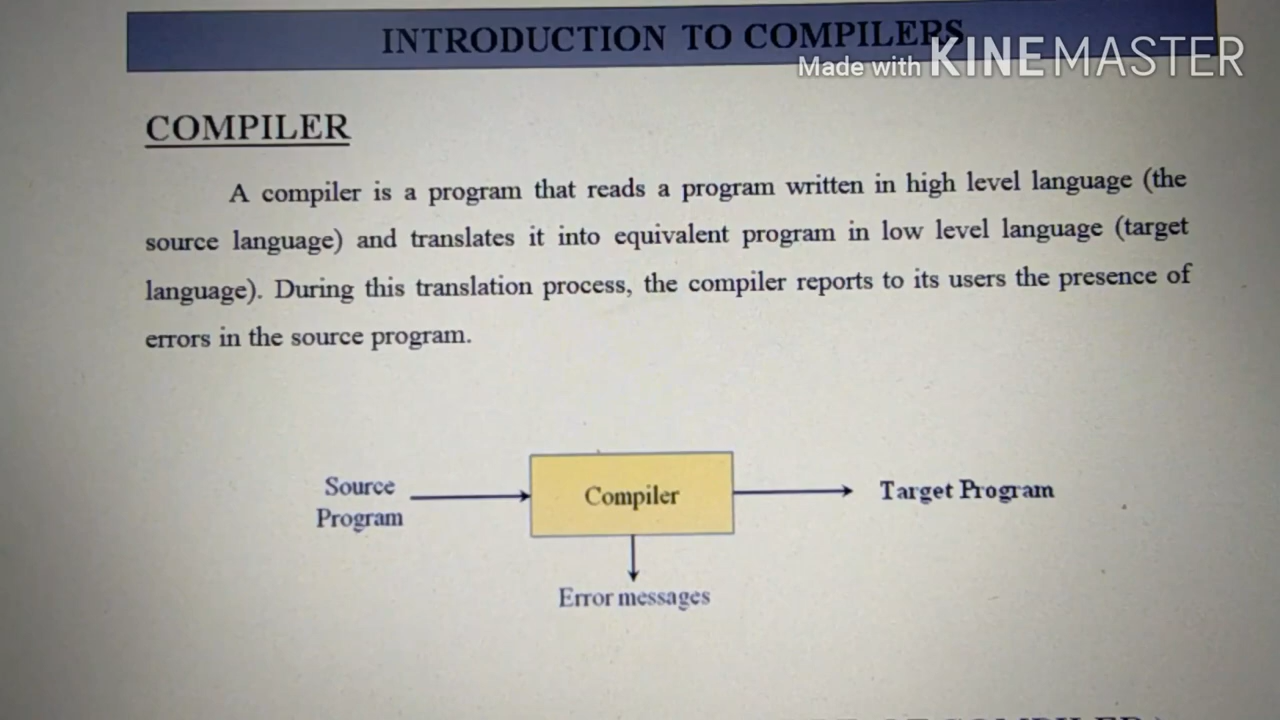 INTRODUCTION TO COMPILERS
Made with KINEMASTER
COMPILER
A compiler is a program that reads a program written in high level language (the
source language) and translates it into equivalent program in low level language (target
language). During this translation process, the compiler reports to its users the presence of
errors in the source program.
Source
Program
Compiler
Target Program
Error messages